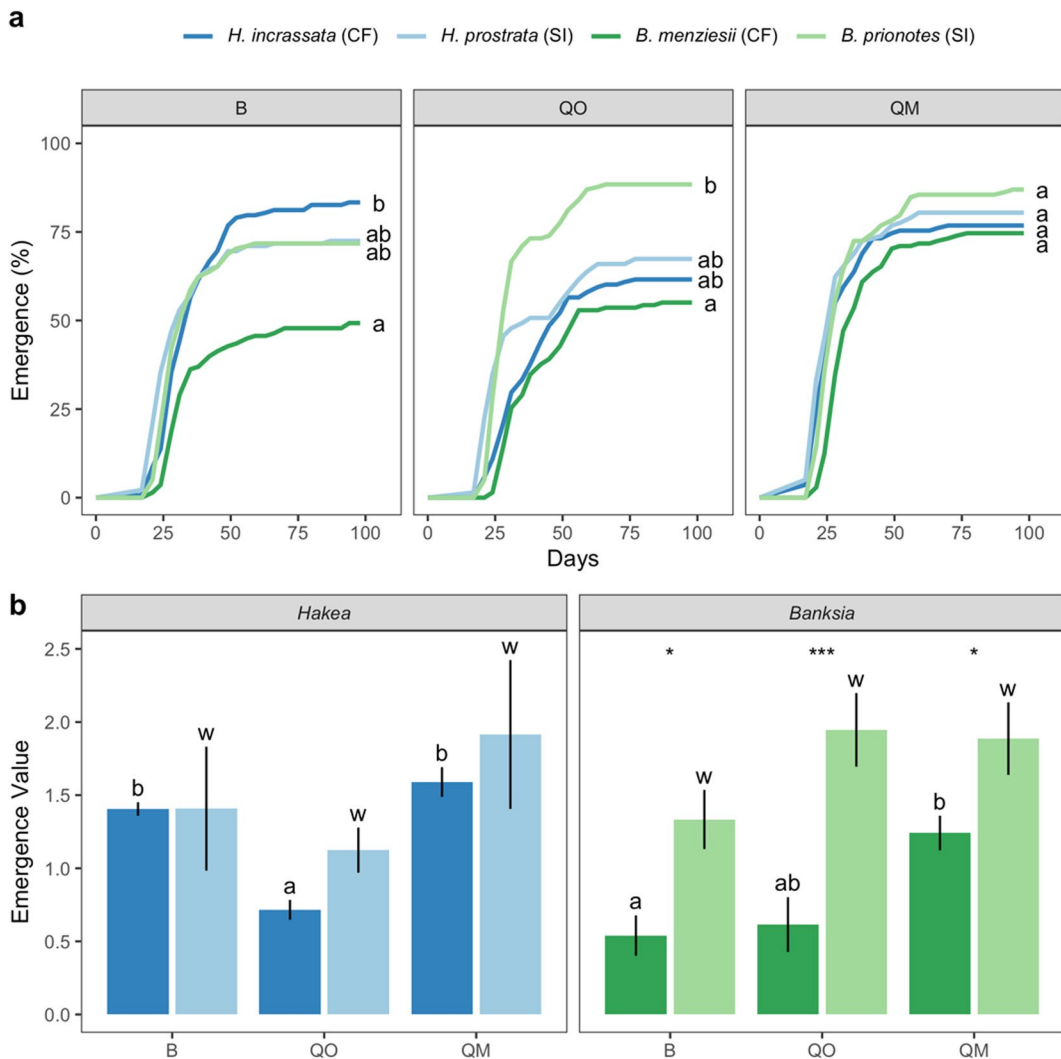 a
H. incrassata (CF) H. prostrata (SI) B. menziesii (CF) B. prionotes (SI)
B QO QM
Emergence (%)
100
75
50
25
0
b
ab
ab
a
b
ab
ab
a
a
a
a
a
0 25 50 75 100 0 25 50 75 100 0 25 50 75 100
Days
b
Hakea Banksia
Emergence Value
2.5
2.0
1.5
1.0
0.5
0.0
b w a w b w
* *** *
a w ab w b w
B QO QM B QO QM